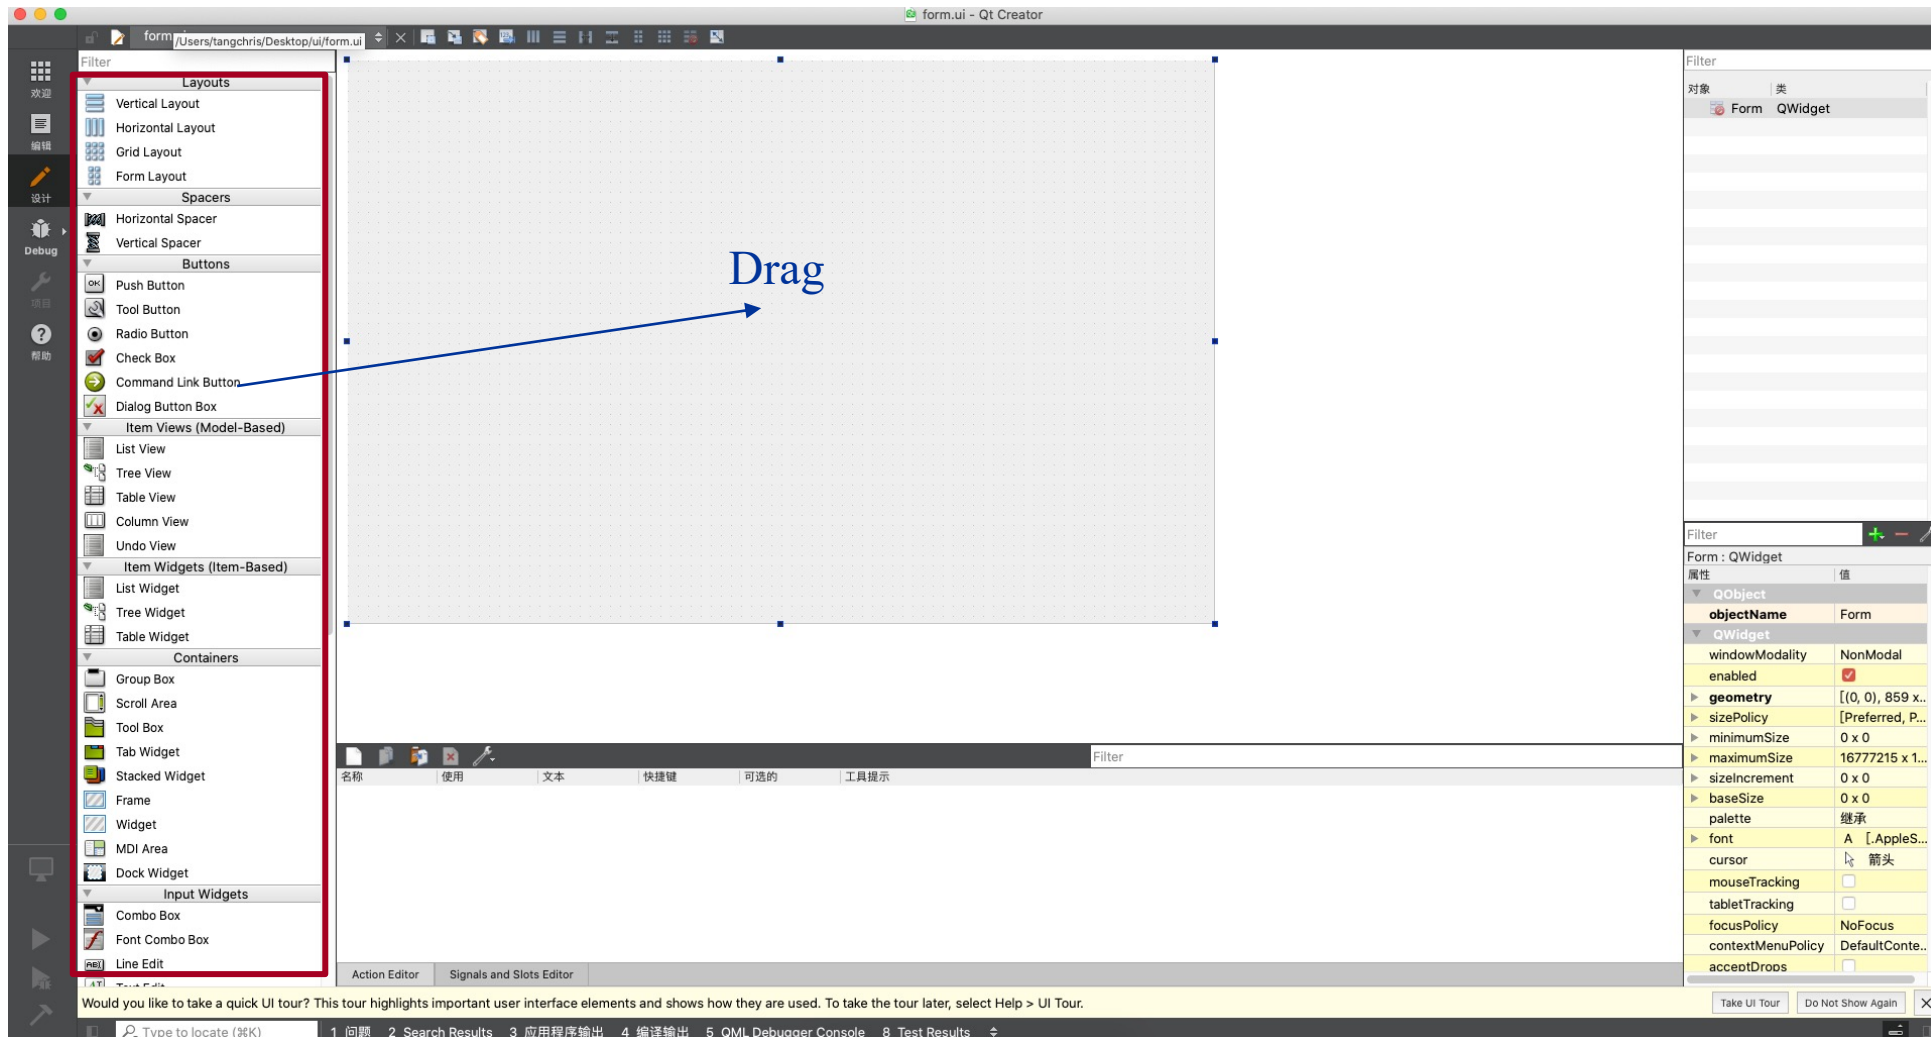 form.ui - Qt Creator
/Users/tangchris/Desktop/ui/form.ui
欢迎
编辑
设计
Debug
项目
帮助
Filter
Layouts
Vertical Layout
Horizontal Layout
Grid Layout
Form Layout
Spacers
Horizontal Spacer
Vertical Spacer
Buttons
Push Button
Tool Button
Radio Button
Check Box
Command Link Button
Dialog Button Box
Item Views (Model-Based)
List View
Tree View
Table View
Column View
Undo View
Item Widgets (Item-Based)
List Widget
Tree Widget
Table Widget
Containers
Group Box
Scroll Area
Tool Box
Tab Widget
Stacked Widget
Frame
Widget
MDI Area
Dock Widget
Input Widgets
Combo Box
Font Combo Box
Line Edit
Drag
Filter
名称 使用 文本 快捷键 可选的 工具提示
Action Editor Signals and Slots Editor
Filter
对象 类
Form QWidget
Filter
Form : QWidget
属性 值
QObject
objectName Form
QWidget
windowModality NonModal
enabled
geometry [(0, 0), 859 x...
sizePolicy [Preferred, P...
minimumSize 0 x 0
maximumSize 16777215 x 1...
sizeIncrement 0 x 0
baseSize 0 x 0
palette 继承
font A [.AppleS...
cursor 箭头
mouseTracking
tabletTracking
focusPolicy NoFocus
contextMenuPolicy DefaultConte...
acceptDrops
Would you like to take a quick UI tour? This tour highlights important user interface elements and shows how they are used. To take the tour later, select Help > UI Tour.
Take UI Tour Do Not Show Again
Type to locate (⌘K) 1 问题 2 Search Results 3 应用程序输出 4 编译输出 5 QML Debugger Console 8 Test Results